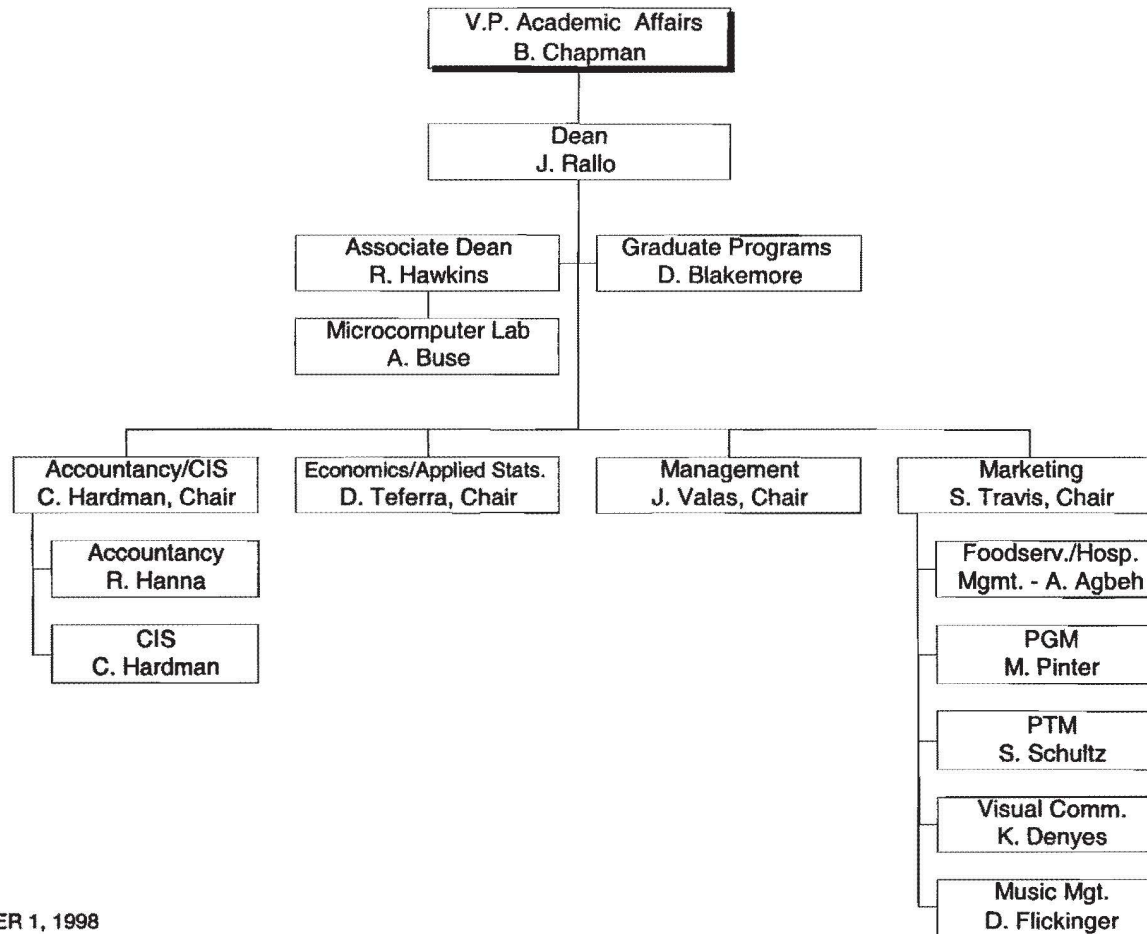 V.P. Academic Affairs
B. Chapman
Dean
J. Rallo
Associate Dean
R. Hawkins
Graduate Programs
D. Blakemore
Microcomputer Lab
A. Buse
Accountancy/CIS
C. Hardman, Chair
Economics/Applied Stats.
D. Teferra, Chair
Management
J. Valas, Chair
Marketing
S. Travis, Chair
Accountancy
R. Hanna
CIS
C. Hardman
Foodserv./Hosp.
Mgmt. - A. Agbeh
PGM
M. Pinter
PTM
S. Schultz
Visual Comm.
K. Denyes
Music Mgt.
D. Flickinger
ER 1, 1998